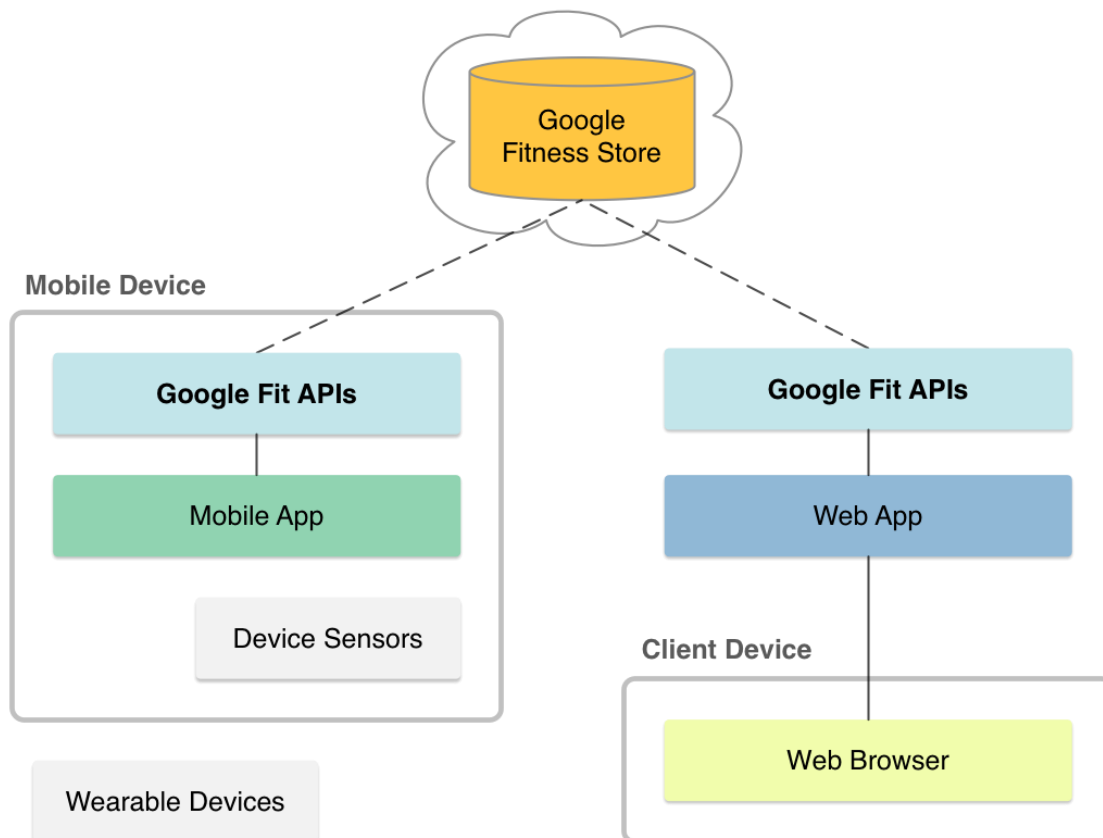 Google
Fitness Store
Mobile Device
Google Fit APIs
Mobile App
Device Sensors
Wearable Devices
Google Fit APIs
Web App
Client Device
Web Browser